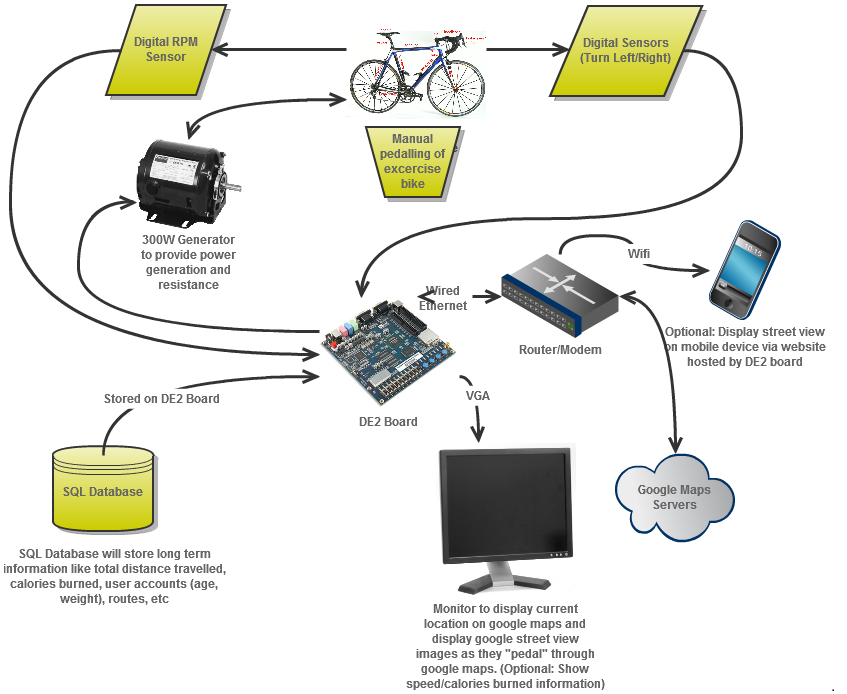 Digital RPM
Sensor
Digital Sensors
(Turn Left/Right)
Manual
pedalling of
excercise
bike
300W Generator
to provide power
generation and
resistance
Wifi
10:15
Wired
Ethernet
Router/Modem
Optional: Display street view
on mobile device via website
hosted by DE2 board
Stored on DE2 Board
DE2 Board
VGA
SQL Database
Google Maps
Servers
SQL Database will store long term
information like total distance travelled,
calories burned, user accounts (age,
weight), routes, etc
Monitor to display current
location on google maps and
display google street view
images as they "pedal" through
google maps. (Optional: Show
speed/calories burned information)
.